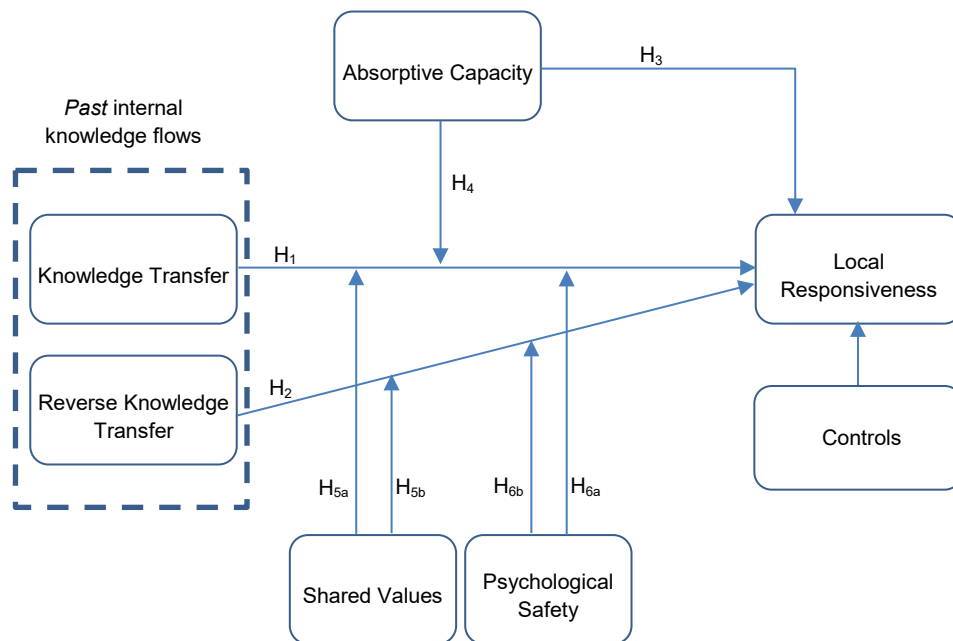 Absorptive Capacity
H3
Past internal
knowledge flows
H4
Knowledge Transfer
H1
Local
Responsiveness
Reverse Knowledge
Transfer
H2
Controls
H5a
H5b
H6b
H6a
Shared Values
Psychological
Safety